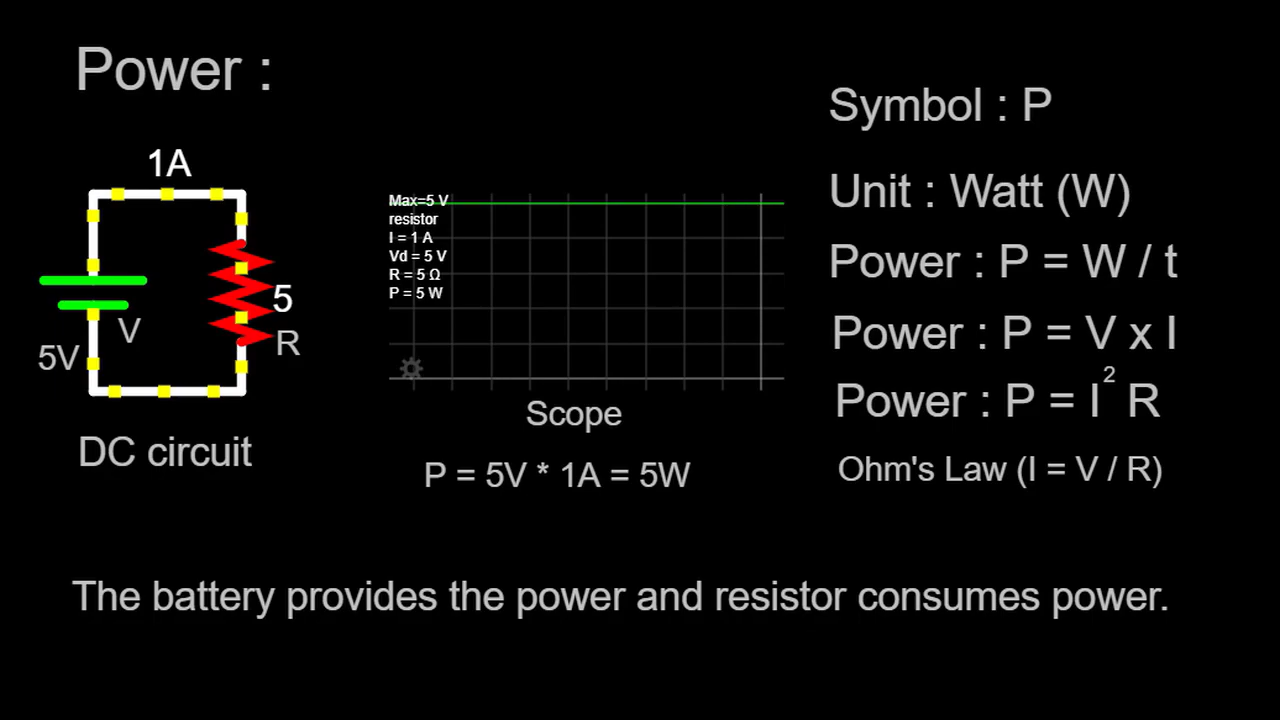 Power :
1A
5
R
V
5V
DC circuit
Max=5 V
resistor
I = 1 A
Vd = 5 V
R = 5 Ω
P = 5 W
Scope
P = 5V * 1A = 5W
Symbol : P
Unit : Watt (W)
Power : P = W / t
Power : P = V x I
Power : P = I² R
Ohm's Law (I = V / R)
The battery provides the power and resistor consumes power.